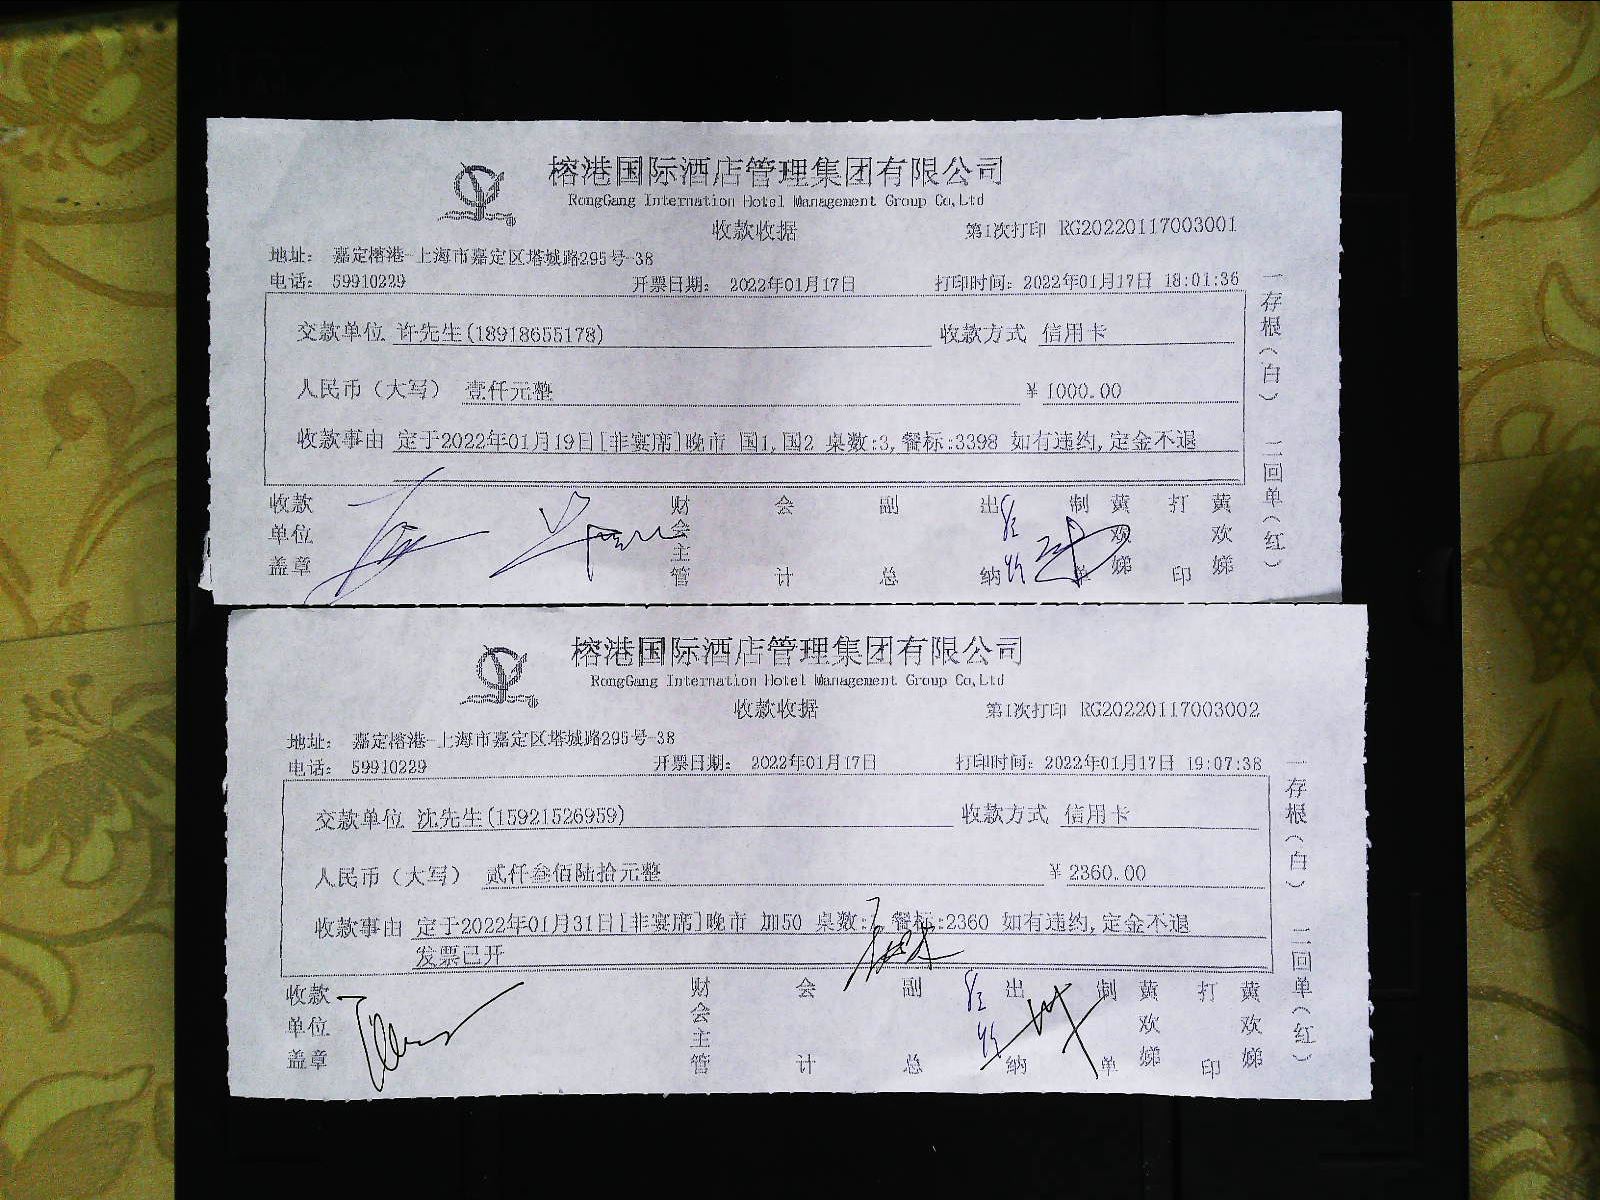 榕港国际酒店管理集团有限公司
RongGang Internation Hotel Management Group Co,Ltd
收款收据 第1次打印 RG20220117003001
地址： 嘉定榕港-上海市嘉定区塔城路295号-38
电话： 59910229 开票日期： 2022年01月17日 打印时间：2022年01月17日 18:01:36
交款单位 许先生(18918655178) 收款方式 信用卡
人民币（大写） 壹仟元整 ¥ 1000.00
收款事由 定于2022年01月19日[非宴席]晚市 国1,国2 桌数:3,餐标:3398 如有违约,定金不退
收款单位盖章 财会主管 会计 副总 出纳 制单 黄欢娣 打印 黄欢娣
一存根（白） 二回单（红）
榕港国际酒店管理集团有限公司
RongGang Internation Hotel Management Group Co,Ltd
收款收据 第1次打印 RG20220117003002
地址： 嘉定榕港-上海市嘉定区塔城路295号-38
电话： 59910229 开票日期： 2022年01月17日 打印时间：2022年01月17日 19:07:38
交款单位 沈先生(15921526959) 收款方式 信用卡
人民币（大写） 贰仟叁佰陆拾元整 ¥ 2360.00
收款事由 定于2022年01月31日[非宴席]晚市 加50 桌数: 餐标:2360 如有违约,定金不退
发票已开
收款单位盖章 财会主管 会计 副总 出纳 制单 黄欢娣 打印 黄欢娣
一存根（白） 二回单（红）